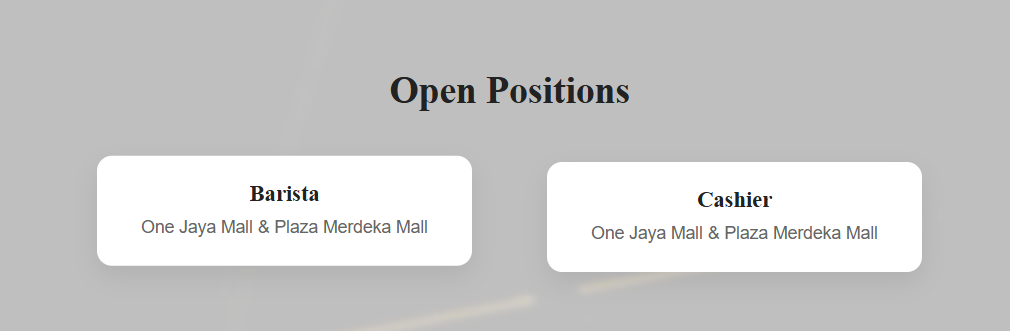 Open Positions
Barista
One Jaya Mall & Plaza Merdeka Mall
Cashier
One Jaya Mall & Plaza Merdeka Mall